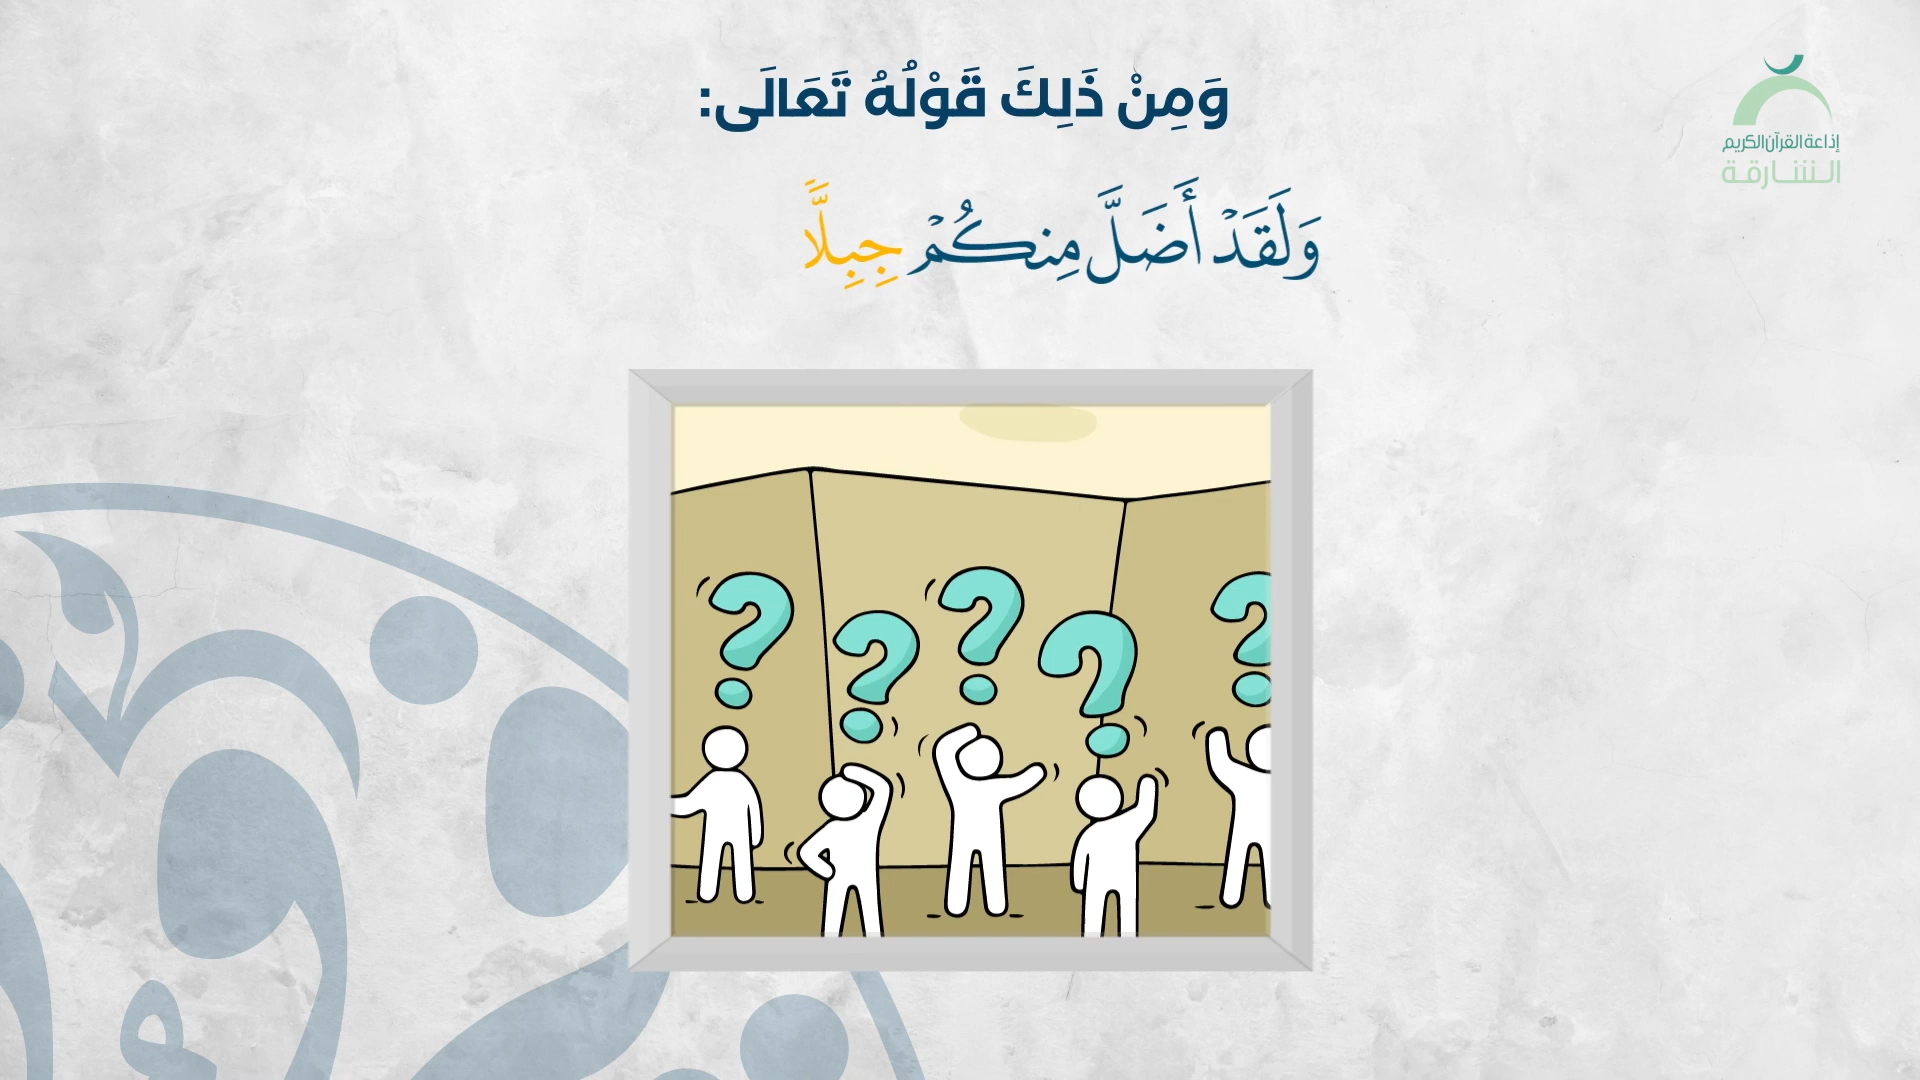 وَمِنْ ذَلِكَ قَوْلُهُ تَعَالَى:
وَلَقَدۡ أَضَلَّ مِنكُمۡ جِبِلّٗا
إذاعة القرآن الكريم
الشارقة